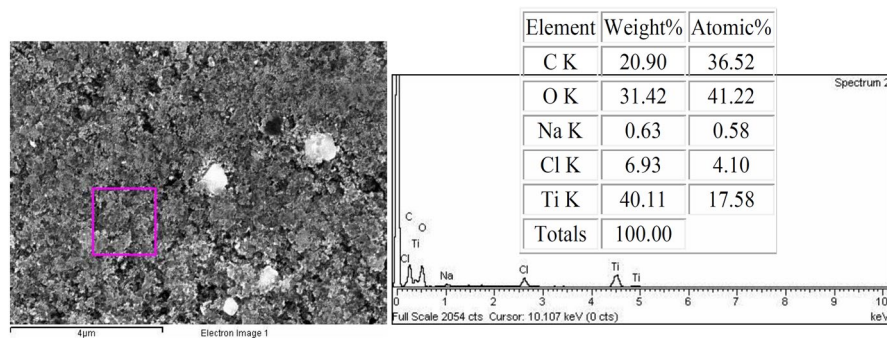 Element Weight% Atomic%
C K 20.90 36.52
O K 31.42 41.22
Na K 0.63 0.58
Cl K 6.93 4.10
Ti K 40.11 17.58
Totals 100.00
Spectrum 2
C
O
Ti
Cl
Na
Cl
Ti
Ti
0 1 2 3 4 5 6 7 8 9 10
Full Scale 2054 cts Cursor: 10.107 keV (0 cts) keV
4µm Electron Image 1